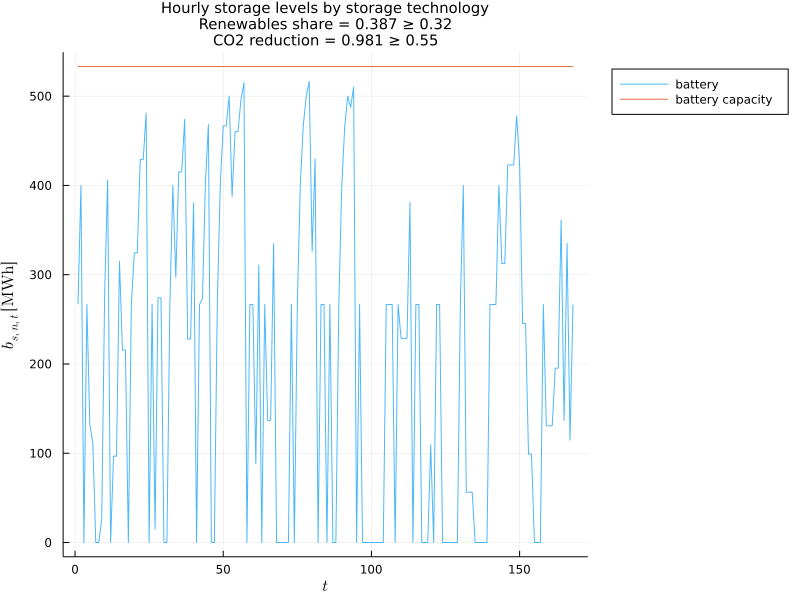 Hourly storage levels by storage technology
Renewables share = 0.387 ≥ 0.32
CO2 reduction = 0.981 ≥ 0.55
battery
battery capacity
500
400
300
200
100
0
b_{s, n, t} [MWh]
0 50 100 150
t